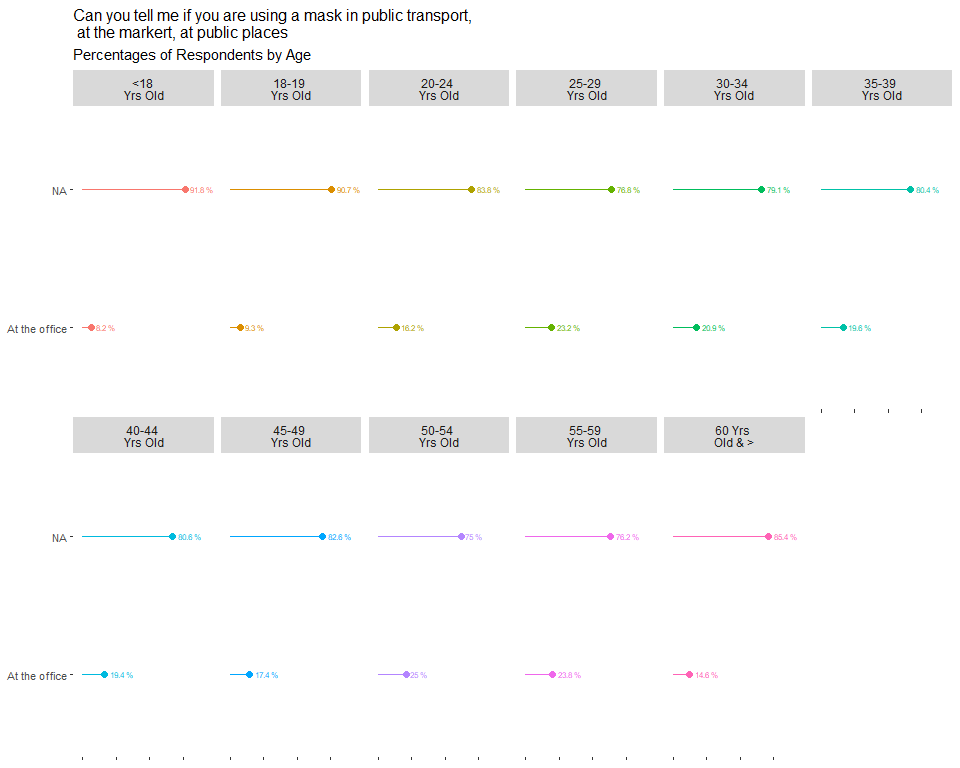 Can you tell me if you are using a mask in public transport,
at the markert, at public places
Percentages of Respondents by Age
<18
Yrs Old
18-19
Yrs Old
20-24
Yrs Old
25-29
Yrs Old
30-34
Yrs Old
35-39
Yrs Old
NA
91.8 %
90.7 %
83.8 %
76.8 %
79.1 %
80.4 %
At the office
8.2 %
9.3 %
16.2 %
23.2 %
20.9 %
19.6 %
40-44
Yrs Old
45-49
Yrs Old
50-54
Yrs Old
55-59
Yrs Old
60 Yrs
Old & >
NA
80.6 %
82.6 %
75 %
76.2 %
85.4 %
At the office
19.4 %
17.4 %
25 %
23.8 %
14.6 %